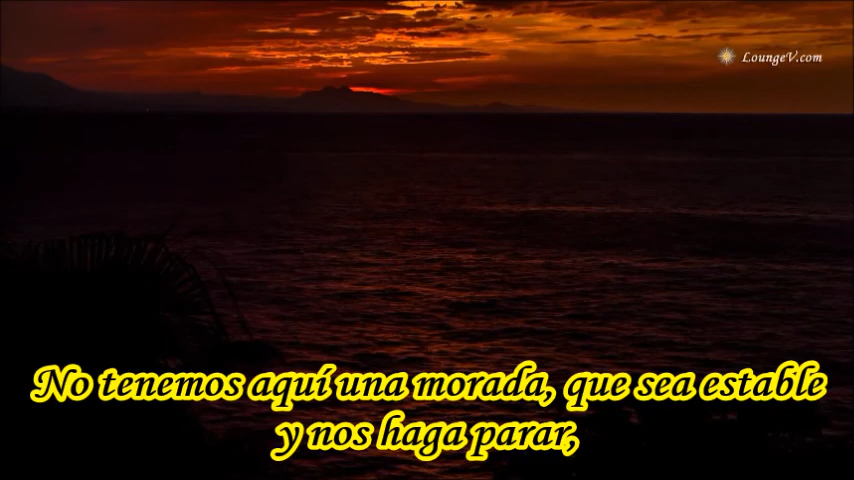 LoungeV.com
No tenemos aquí una morada, que sea estable
y nos haga parar,